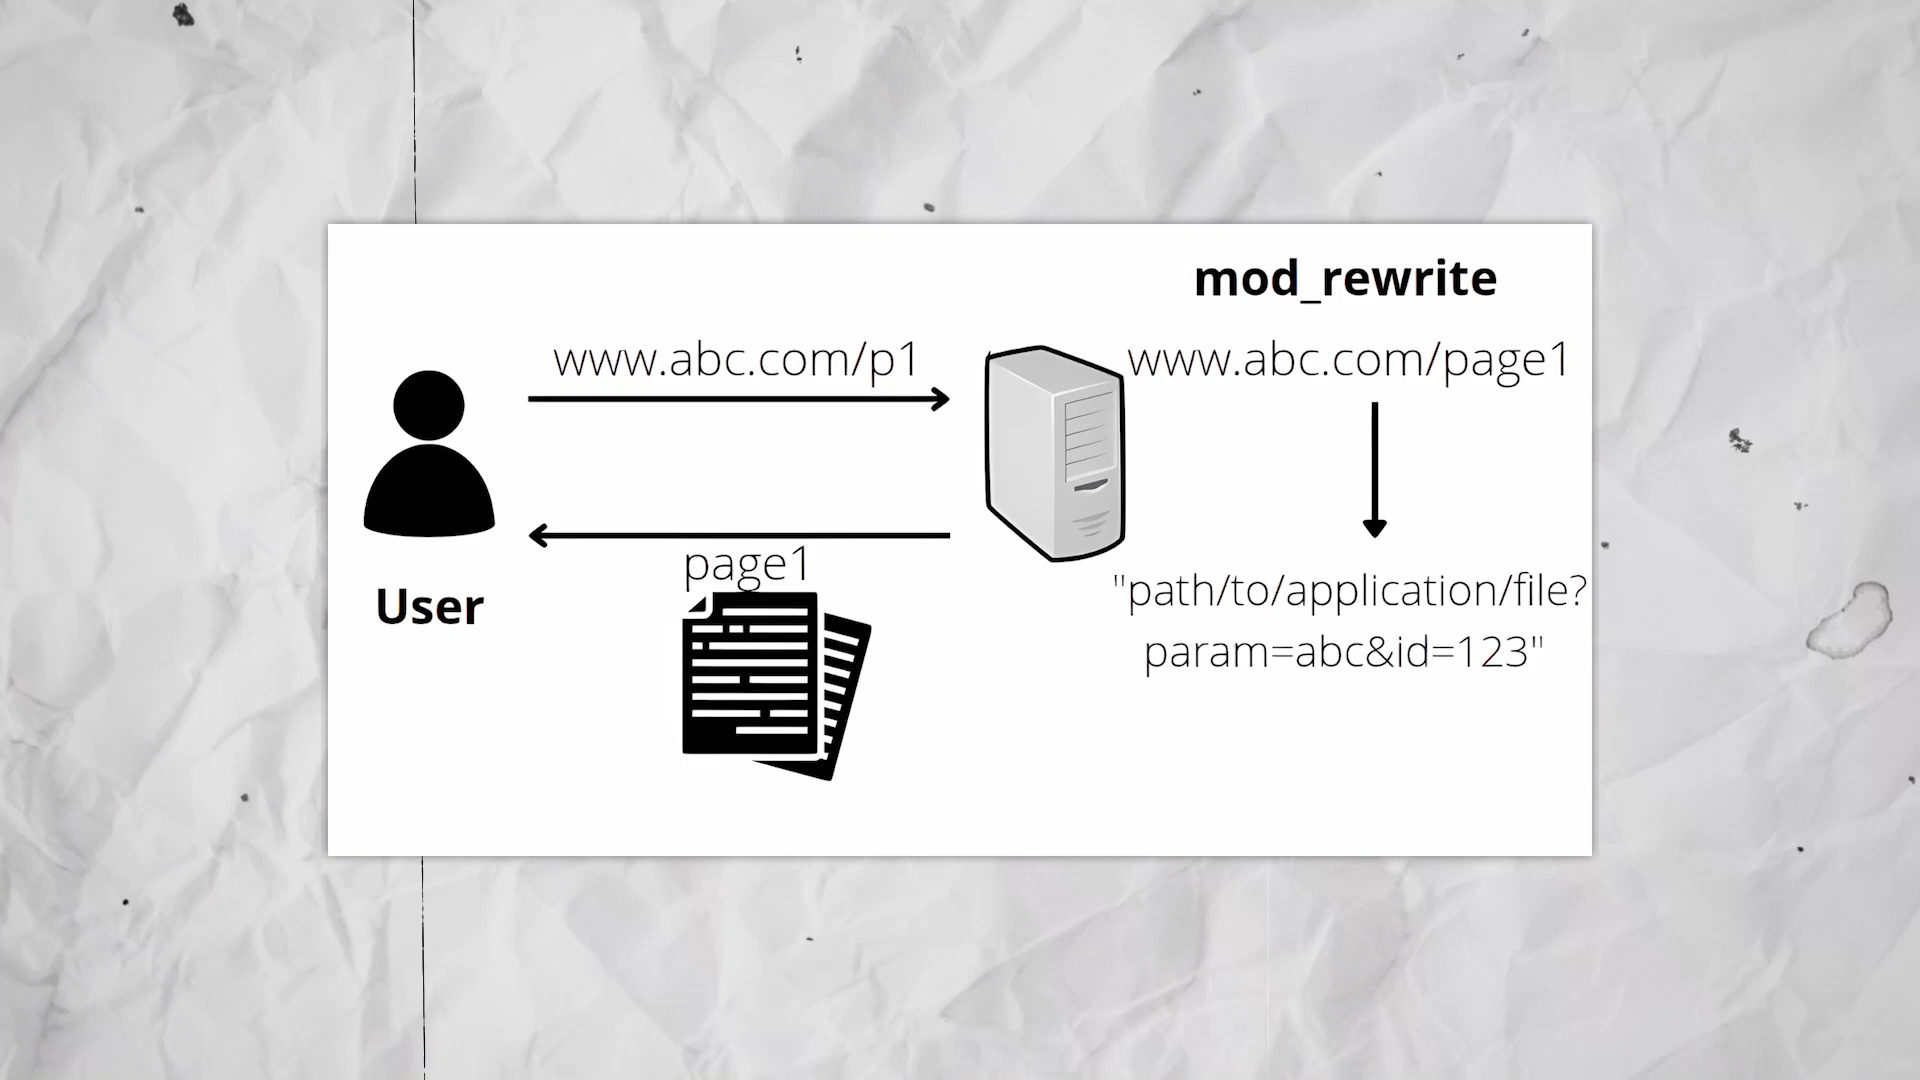 mod_rewrite
www.abc.com/p1
www.abc.com/page1
page1
"path/to/application/file?
param=abc&id=123"
User